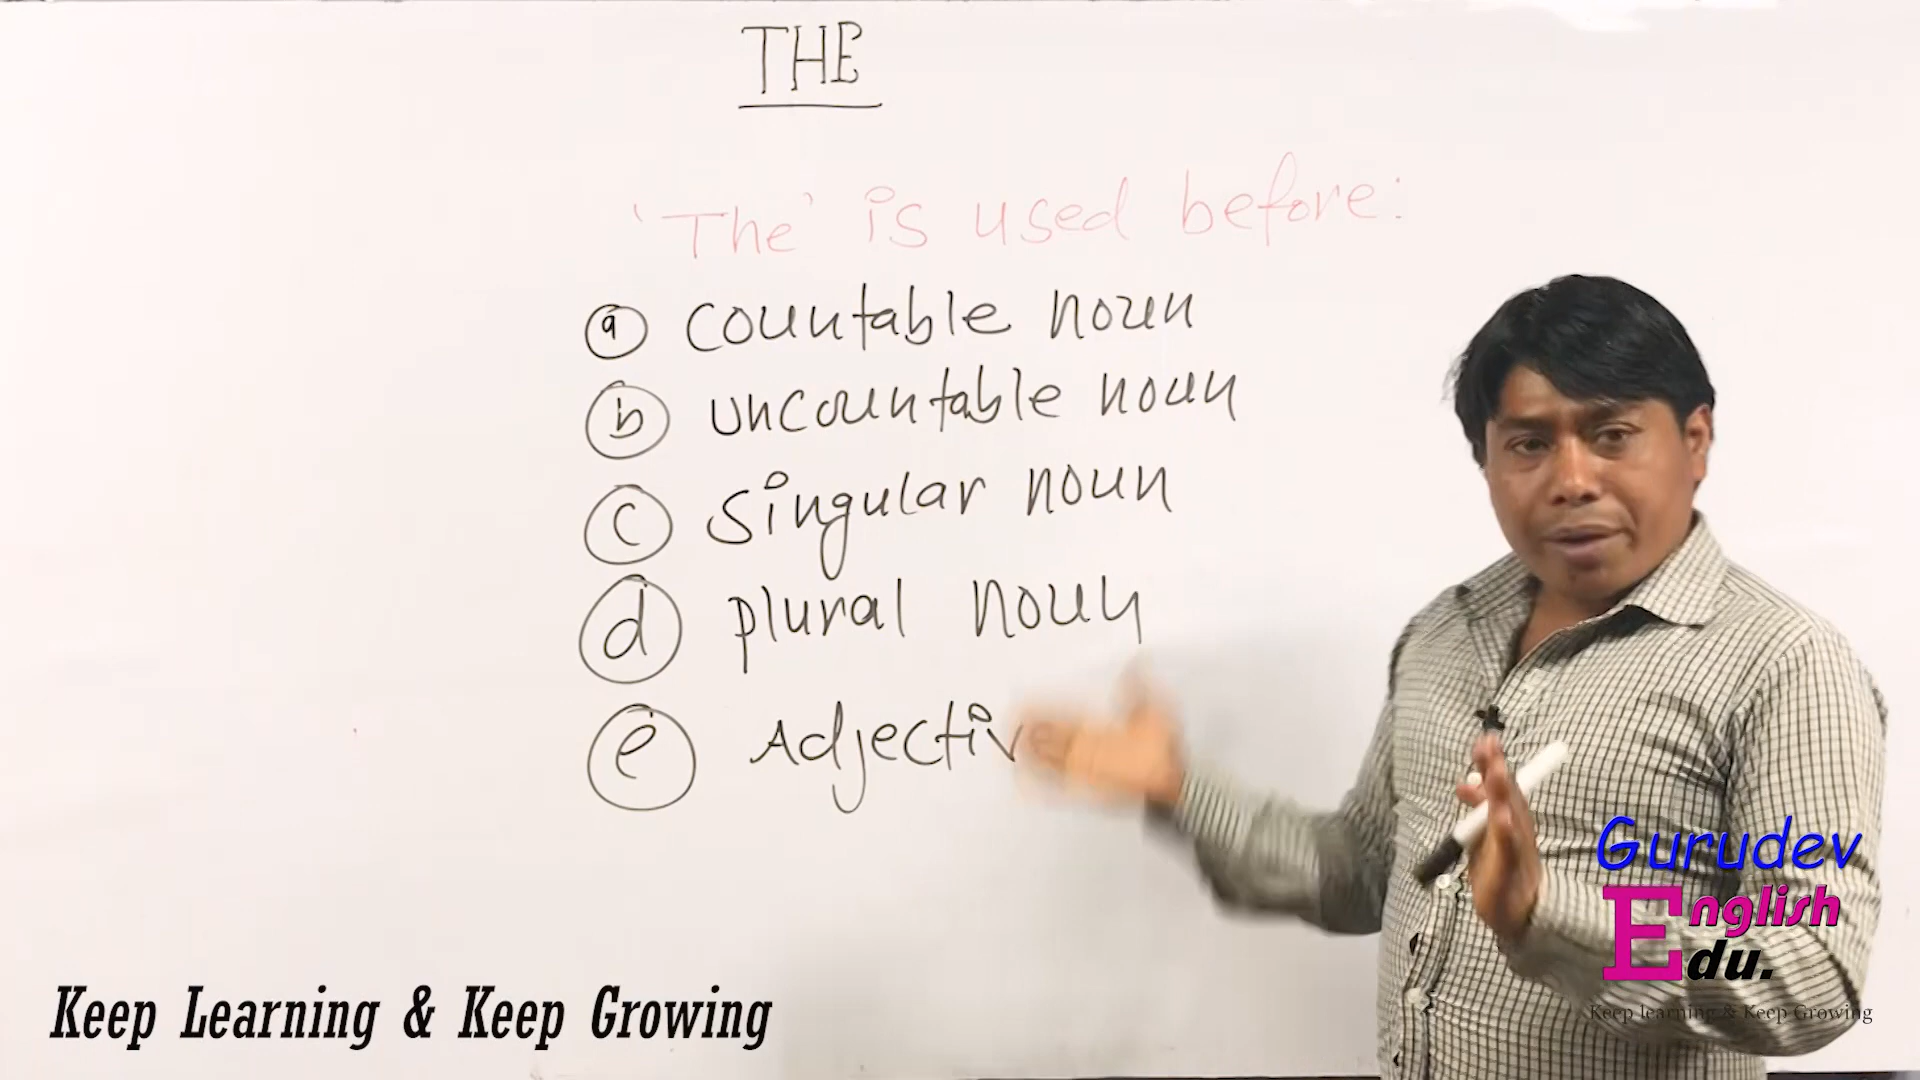 THE
'The' is used before:
a countable noun
b uncountable noun
c singular noun
d plural noun
e Adjective
Gurudev
English
Edu.
Keep learning & Keep Growing
Keep Learning & Keep Growing